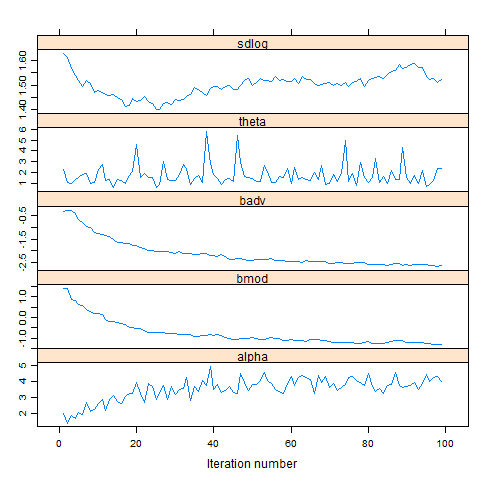 sdlog
1.40 1.50 1.60
theta
1 2 3 4 5 6
badv
-2.5 -1.5 -0.5
bmod
-1.0 0.0 1.0
alpha
2 3 4 5
0 20 40 60 80 100
Iteration number